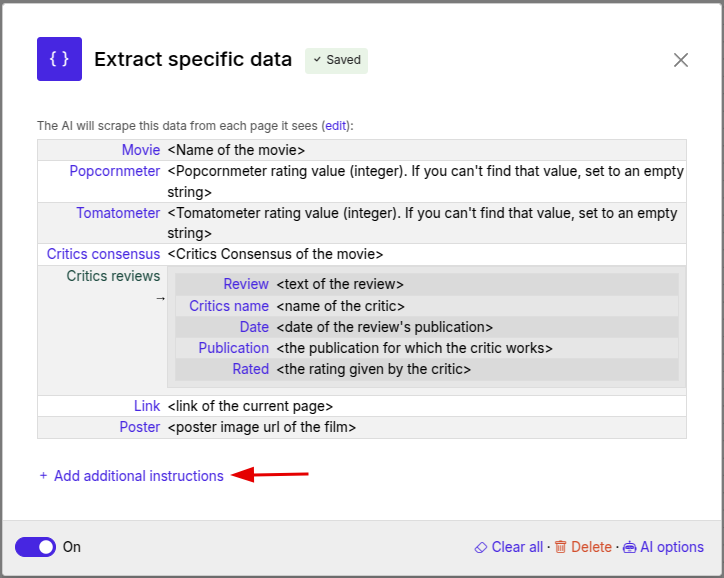 { } Extract specific data ✓ Saved
The AI will scrape this data from each page it sees (edit):
Movie <Name of the movie>
Popcornmeter <Popcornmeter rating value (integer). If you can't find that value, set to an empty
string>
Tomatometer <Tomatometer rating value (integer). If you can't find that value, set to an empty
string>
Critics consensus <Critics Consensus of the movie>
Critics reviews
→
Review <text of the review>
Critics name <name of the critic>
Date <date of the review's publication>
Publication <the publication for which the critic works>
Rated <the rating given by the critic>
Link <link of the current page>
Poster <poster image url of the film>
+ Add additional instructions
On Clear all · Delete · AI options